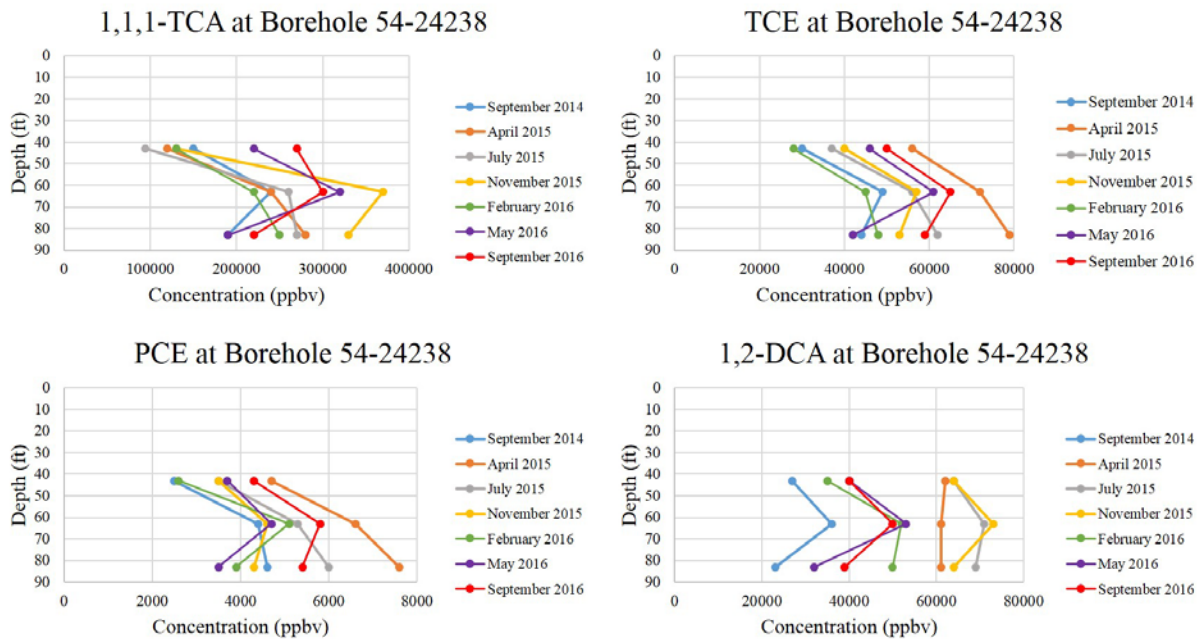 1,1,1-TCA at Borehole 54-24238
0
10
20
30
40
50
60
70
80
90
Depth (ft)
0
100000
200000
300000
400000
Concentration (ppbv)
September 2014
April 2015
July 2015
November 2015
February 2016
May 2016
September 2016
TCE at Borehole 54-24238
0
10
20
30
40
50
60
70
80
90
Depth (ft)
0
20000
40000
60000
80000
Concentration (ppbv)
September 2014
April 2015
July 2015
November 2015
February 2016
May 2016
September 2016
PCE at Borehole 54-24238
0
10
20
30
40
50
60
70
80
90
Depth (ft)
0
2000
4000
6000
8000
Concentration (ppbv)
September 2014
April 2015
July 2015
November 2015
February 2016
May 2016
September 2016
1,2-DCA at Borehole 54-24238
0
10
20
30
40
50
60
70
80
90
Depth (ft)
0
20000
40000
60000
80000
Concentration (ppbv)
September 2014
April 2015
July 2015
November 2015
February 2016
May 2016
September 2016